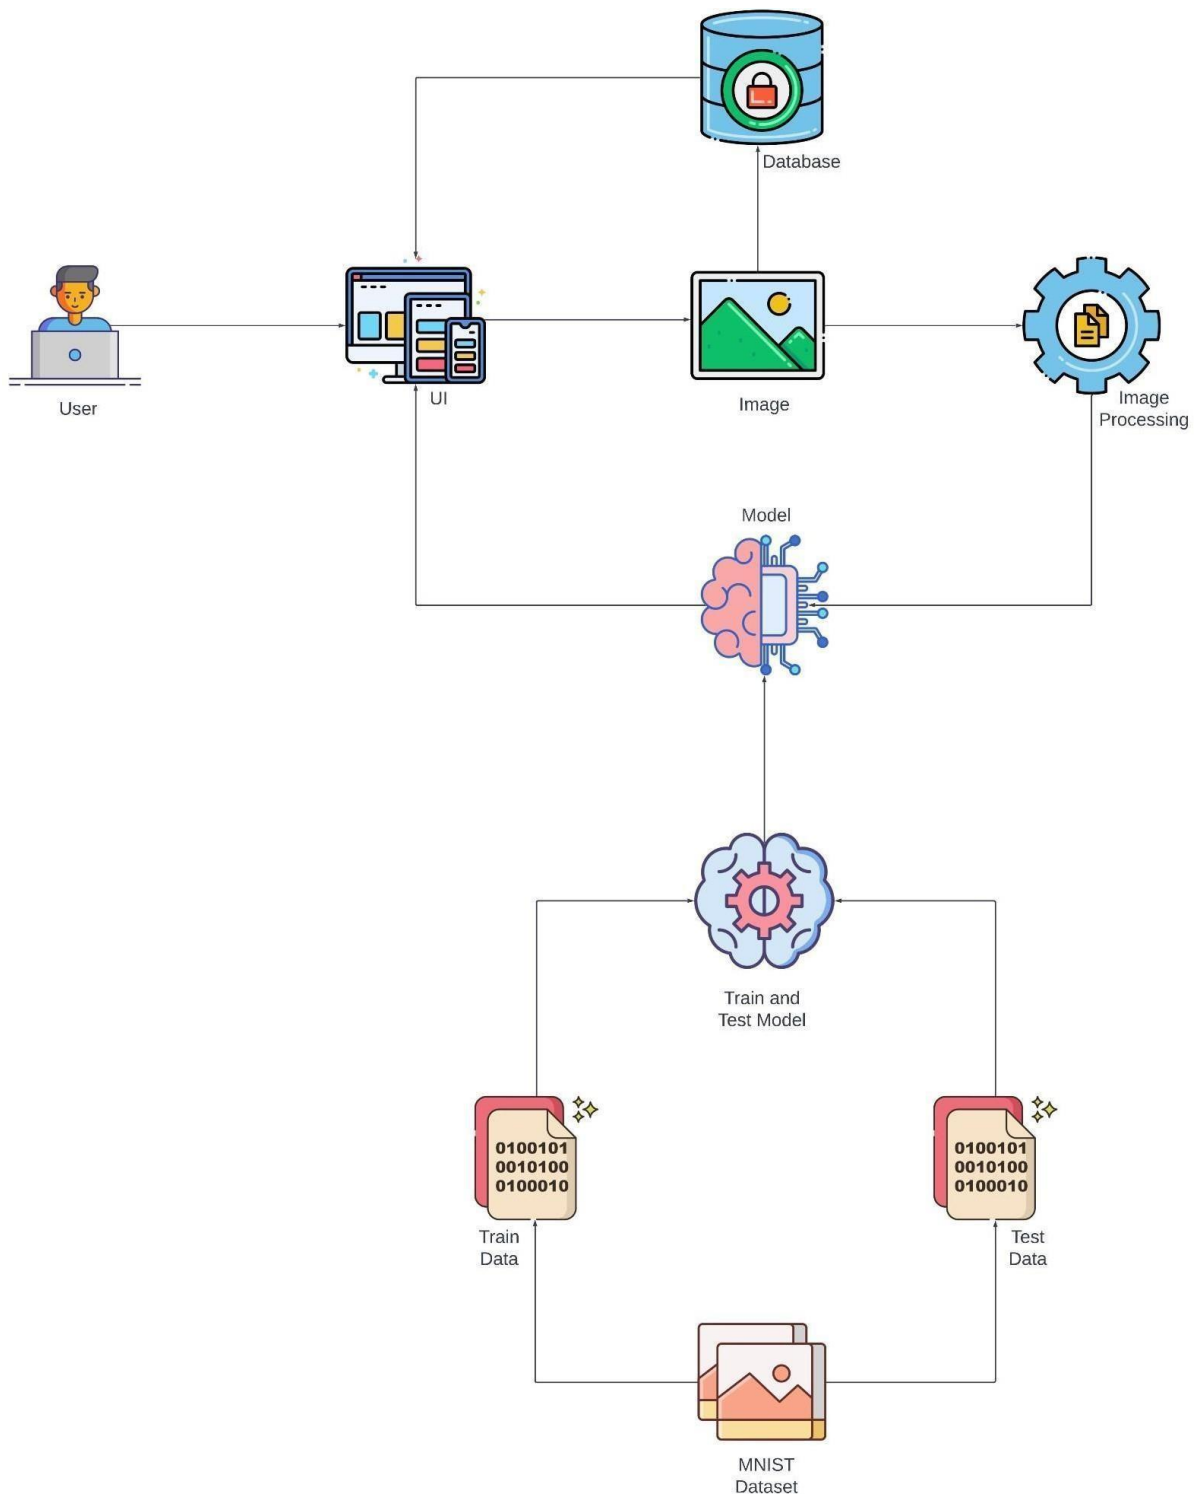 Database
User
UI
Image
Image
Processing
Model
Train and
Test Model
0100101
0010100
0100010
Train
Data
0100101
0010100
0100010
Test
Data
MNIST
Dataset